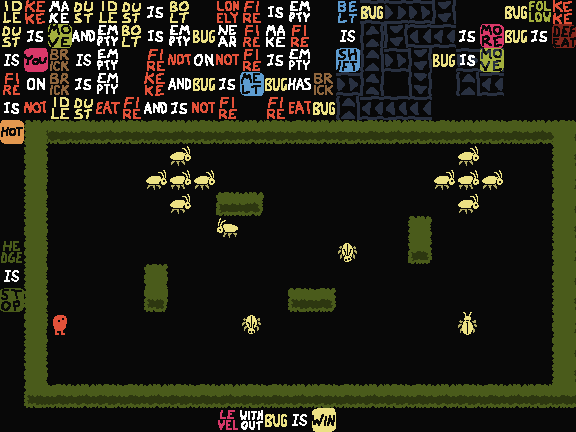 IDLE KEKE MAKE DUST IDLE DUST IS BOLT LONELY FIRE IS EMPTY BELT BUG BUG FOLLOW KEKE
DUST IS MOVE AND EMPTY BOLT IS EMPTY BUG NEAR FIRE MAKE FIRE IS IS MORE BUG IS DEFEAT
IS YOU BRICK IS EMPTY FIRE NOT ON NOT FIRE IS EMPTY SHIFT BUG IS MOVE
FIRE ON BRICK IS EMPTY KEKE AND BUG IS MELT BUG HAS BRICK
IS NOT IDLE DUST EAT FIRE AND IS NOT FIRE FIRE EAT BUG
HOT
HEDGE
IS
STOP
LEVEL WITHOUT BUG IS WIN